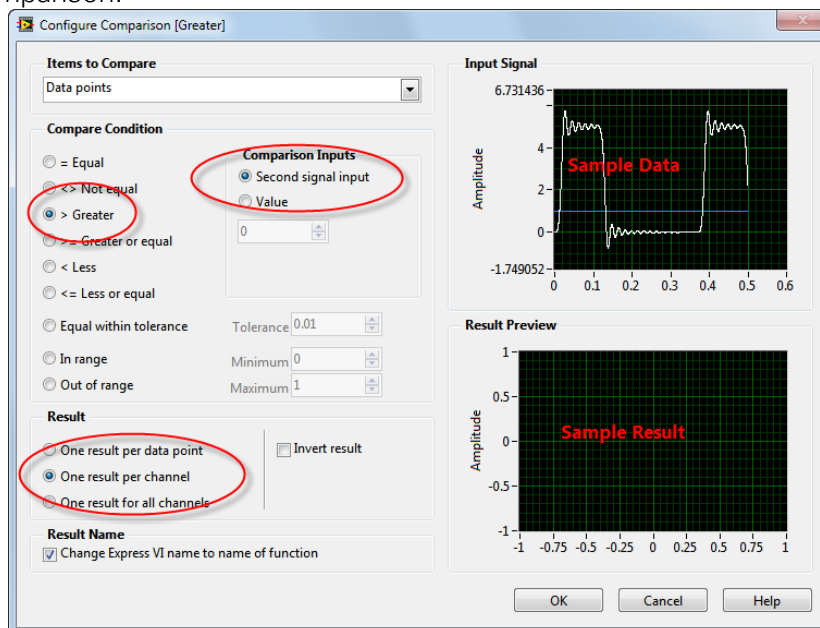 Configure Comparison [Greater]
Items to Compare
Data points
Compare Condition
= Equal
<> Not equal
> Greater
>= Greater or equal
< Less
<= Less or equal
Comparison Inputs
Second signal input
Value
0
Equal within tolerance
Tolerance 0.01
In range
Minimum 0
Out of range
Maximum 1
Result
One result per data point
One result per channel
One result for all channels
Invert result
Result Name
Change Express VI name to name of function
Input Signal
6.731436
4
2
0
-1.749052
Amplitude
Sample Data
0 0.1 0.2 0.3 0.4 0.5 0.6
Result Preview
1
0.5
0
-0.5
-1
Amplitude
Sample Result
-1 -0.75 -0.5 -0.25 0 0.25 0.5 0.75 1
OK Cancel Help